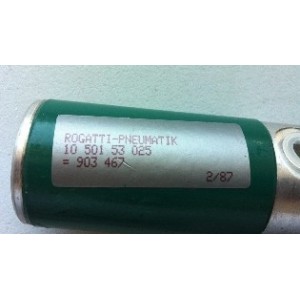 ROGATTI-PNEUMATIK
10 501 53 025
= 903 467
2/87